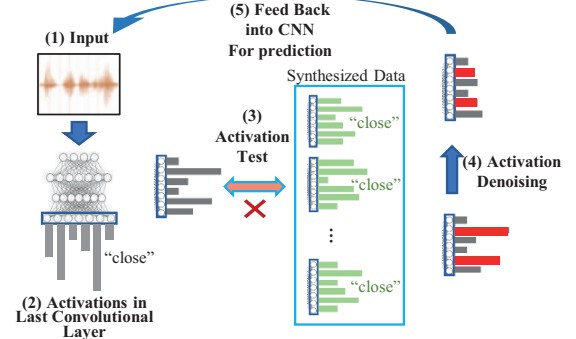 (5) Feed Back
into CNN
For prediction
(1) Input
Synthesized Data
(3)
Activation
Test
“close”
“close”
(4) Activation
Denoising
...
“close”
“close”
(2) Activations in
Last Convolutional
Layer